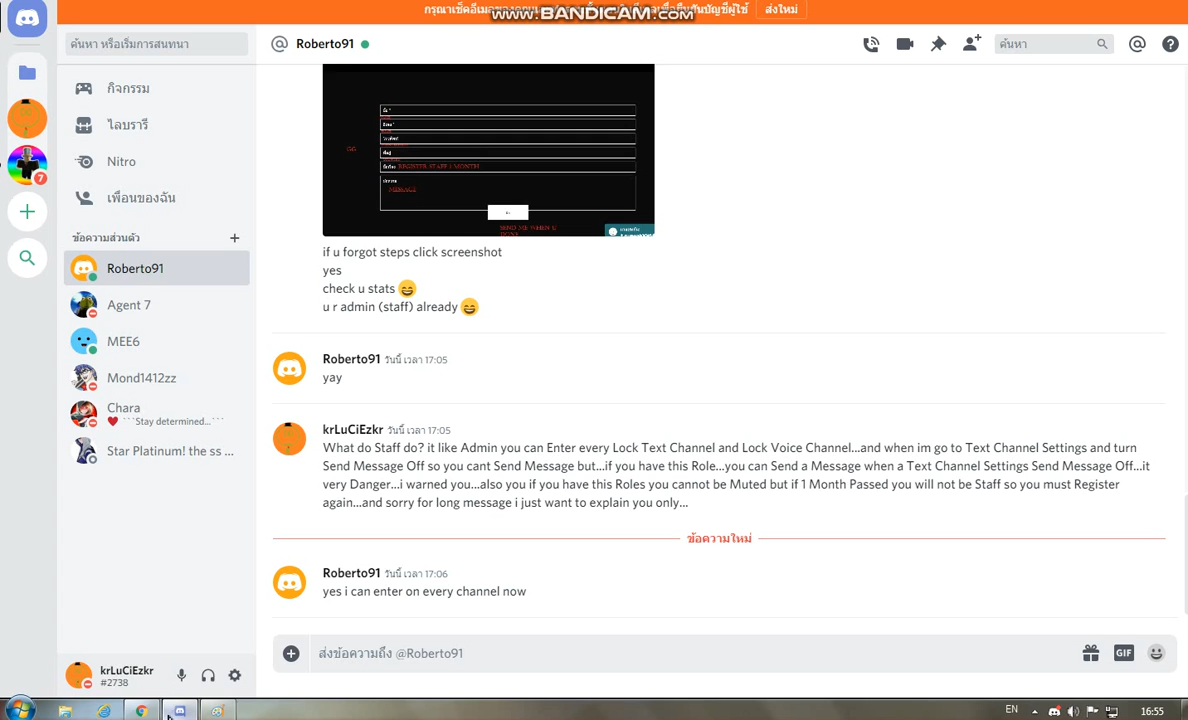 กรุณาเช็คอีเมลของคุณ เพื่อยืนยันบัญชีผู้ใช้
ส่งใหม่
www.BANDICAM.com
ค้นหา หรือเริ่มการสนทนา
@ Roberto91
ค้นหา
กิจกรรม
ไลบรารี
Nitro
เพื่อนของฉัน
ข้อความส่วนตัว
Roberto91
Agent 7
MEE6
Mond1412zz
Chara
Stay determined...
Star Platinum! the ss ...
krLuCiEzkr
#2738
REGISTER STAFF 1 MONTH
MESSAGE
SEND ME WHEN U DONE
if u forgot steps click screenshot
yes
check u stats 😄
u r admin (staff) already 😄
Roberto91 วันนี้ เวลา 17:05
yay
krLuCiEzkr วันนี้ เวลา 17:05
What do Staff do? it like Admin you can Enter every Lock Text Channel and Lock Voice Channel...and when im go to Text Channel Settings and turn
Send Message Off so you cant Send Message but...if you have this Role...you can Send a Message when a Text Channel Settings Send Message Off...it
very Danger...i warned you...also you if you have this Roles you cannot be Muted but if 1 Month Passed you will not be Staff so you must Register
again...and sorry for long message i just want to explain you only...
ข้อความใหม่
Roberto91 วันนี้ เวลา 17:06
yes i can enter on every channel now
ส่งข้อความถึง @Roberto91
GIF
7
EN
16:55